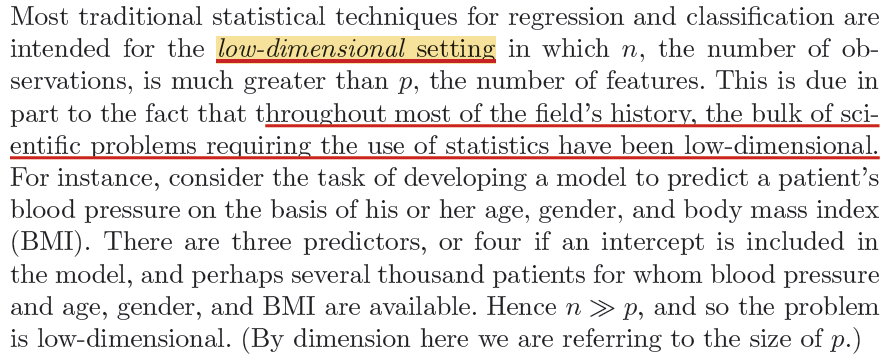 Most traditional statistical techniques for regression and classification are
intended for the low-dimensional setting in which n, the number of ob-
servations, is much greater than p, the number of features. This is due in
part to the fact that throughout most of the field's history, the bulk of sci-
entific problems requiring the use of statistics have been low-dimensional.
For instance, consider the task of developing a model to predict a patient's
blood pressure on the basis of his or her age, gender, and body mass index
(BMI). There are three predictors, or four if an intercept is included in
the model, and perhaps several thousand patients for whom blood pressure
and age, gender, and BMI are available. Hence n ≫ p, and so the problem
is low-dimensional. (By dimension here we are referring to the size of p.)